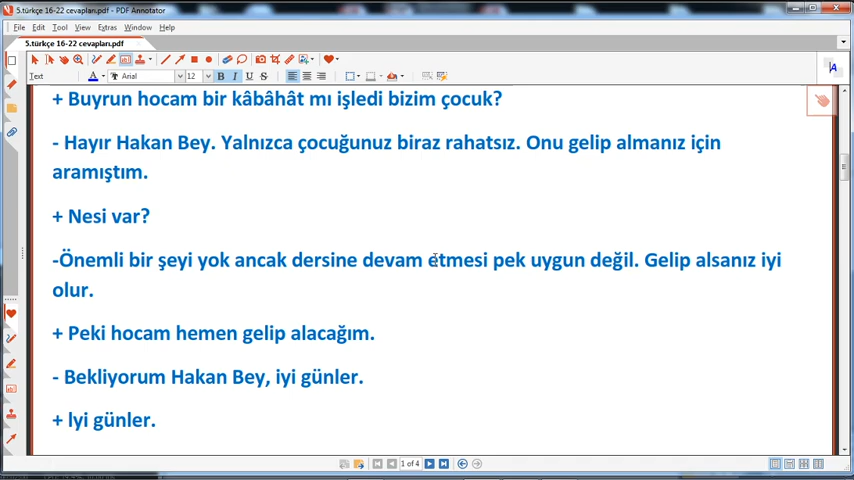 5.türkçe 16-22 cevapları.pdf - PDF Annotator
File Edit Tool View Extras Window Help
5.türkçe 16-22 cevapları.pdf
Text Arial 12 B I U S
+ Buyrun hocam bir kâbâhât mı işledi bizim çocuk?
- Hayır Hakan Bey. Yalnızca çocuğunuz biraz rahatsız. Onu gelip almanız için
aramıştım.
+ Nesi var?
-Önemli bir şeyi yok ancak dersine devam etmesi pek uygun değil. Gelip alsanız iyi
olur.
+ Peki hocam hemen gelip alacağım.
- Bekliyorum Hakan Bey, iyi günler.
+ Iyi günler.
1 of 4